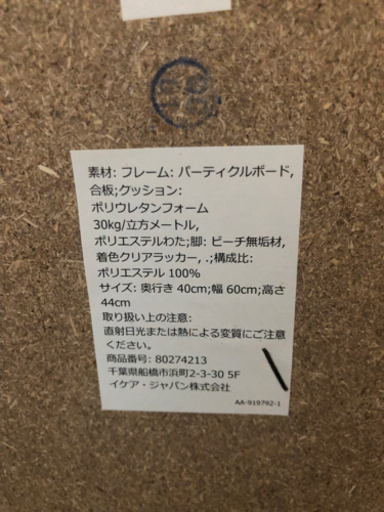 素材: フレーム: パーティクルボード,
合板;クッション:
ポリウレタンフォーム
30kg/立方メートル,
ポリエステルわた;脚: ビーチ無垢材,
着色クリアラッカー, .;構成比:
ポリエステル 100%
サイズ: 奥行き 40cm;幅 60cm;高さ
44cm
取り扱い上の注意:
直射日光または熱による変質にご注意
ください。
商品番号: 80274213
千葉県船橋市浜町2-3-30 5F
イケア・ジャパン株式会社
AA-919792-1